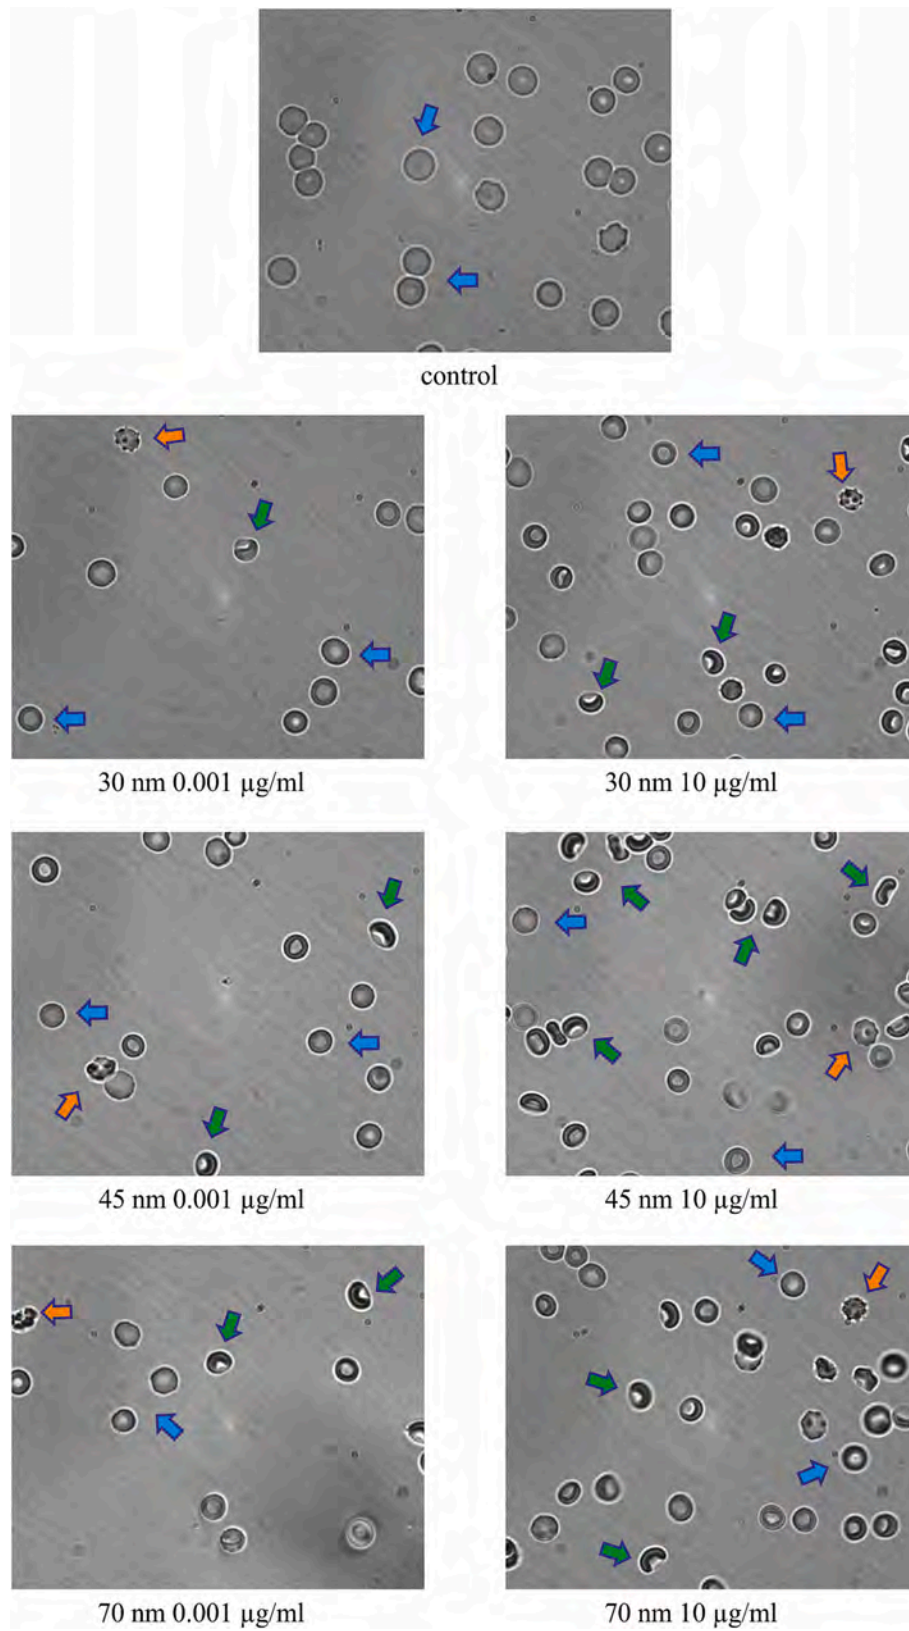 control
30 nm 0.001 µg/ml
30 nm 10 µg/ml
45 nm 0.001 µg/ml
45 nm 10 µg/ml
70 nm 0.001 µg/ml
70 nm 10 µg/ml